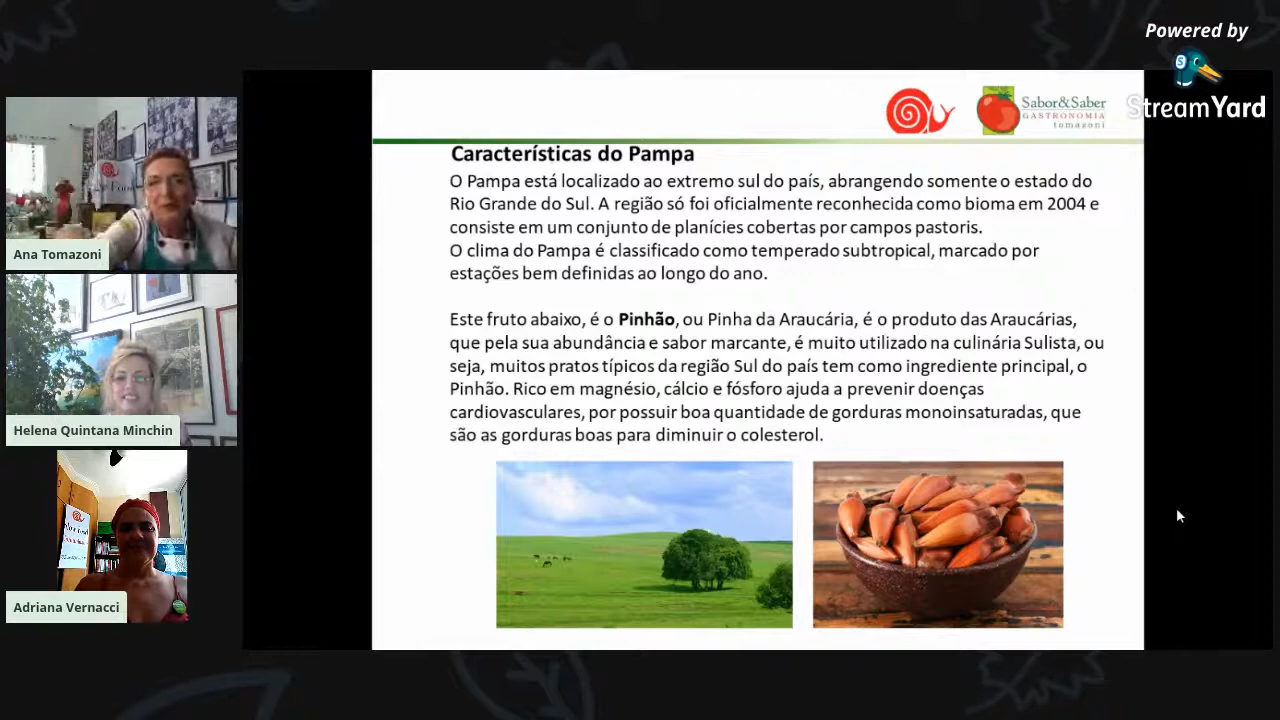 Powered by
StreamYard
Sabor&Saber
GASTRONOMIA
tomazoni
Características do Pampa
O Pampa está localizado ao extremo sul do país, abrangendo somente o estado do
Rio Grande do Sul. A região só foi oficialmente reconhecida como bioma em 2004 e
consiste em um conjunto de planícies cobertas por campos pastoris.
O clima do Pampa é classificado como temperado subtropical, marcado por
estações bem definidas ao longo do ano.
Este fruto abaixo, é o Pinhão, ou Pinha da Araucária, é o produto das Araucárias,
que pela sua abundância e sabor marcante, é muito utilizado na culinária Sulista, ou
seja, muitos pratos típicos da região Sul do país tem como ingrediente principal, o
Pinhão. Rico em magnésio, cálcio e fósforo ajuda a prevenir doenças
cardiovasculares, por possuir boa quantidade de gorduras monoinsaturadas, que
são as gorduras boas para diminuir o colesterol.
Ana Tomazoni
Helena Quintana Minchin
Adriana Vernacci